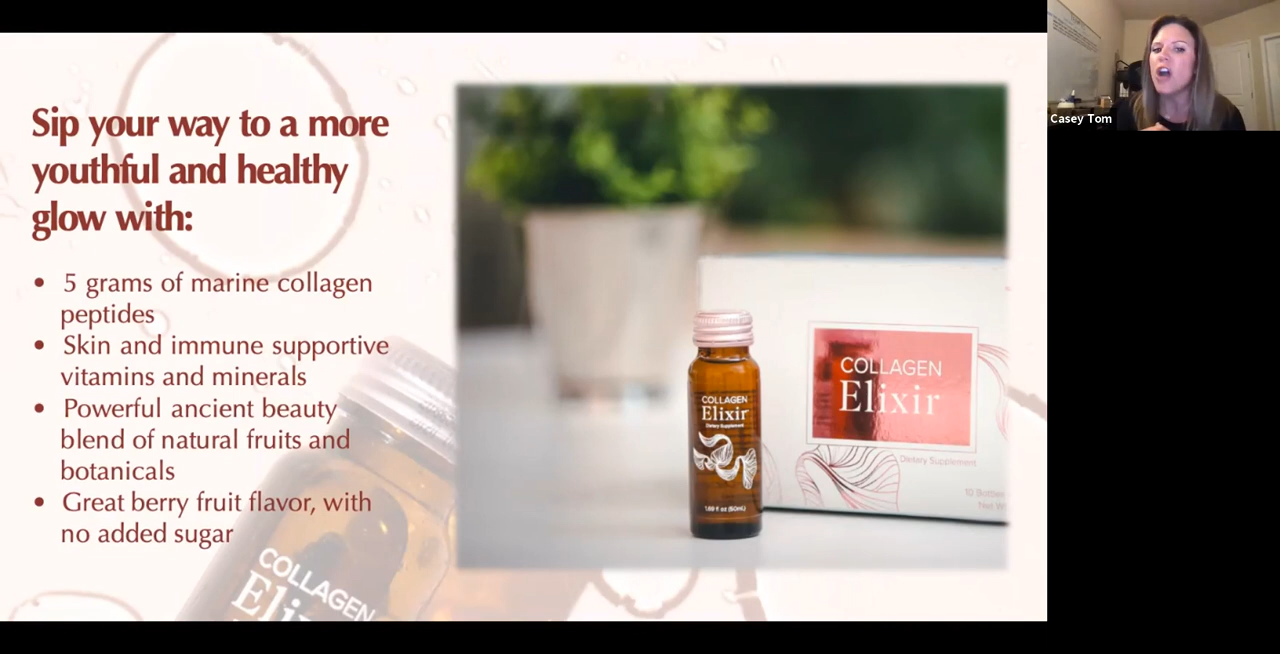 Sip your way to a more
youthful and healthy
glow with:
• 5 grams of marine collagen
peptides
• Skin and immune supportive
vitamins and minerals
• Powerful ancient beauty
blend of natural fruits and
botanicals
• Great berry fruit flavor, with
no added sugar
COLLAGEN
COLLAGEN
Elixir
Dietary Supplement
1.69 fl oz (50mL)
COLLAGEN
Elixir
Dietary Supplement
10 Bottles
Casey Tom